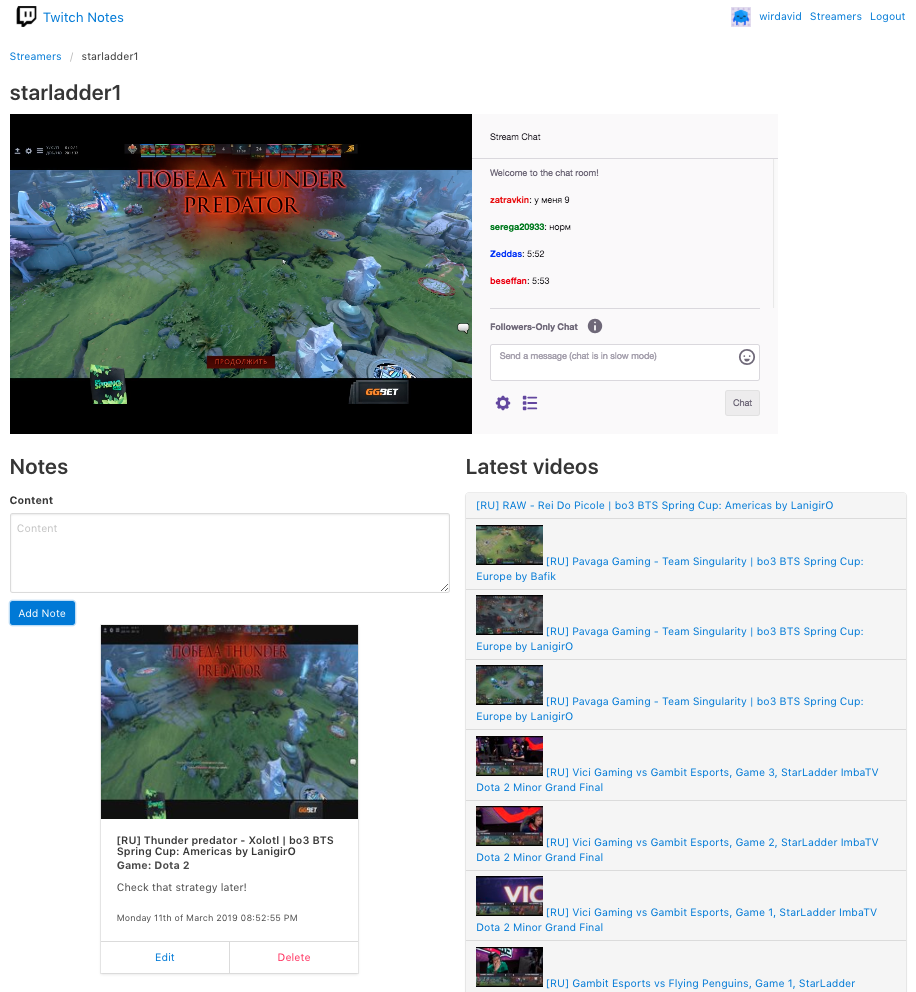 Twitch Notes
wirdavid Streamers Logout
Streamers / starladder1
starladder1
ПОБЕДА THUNDER
PREDATOR
ПРОДОЛЖИТЬ
SPRING
GGBET
Stream Chat
Welcome to the chat room!
zatravkin: у меня 9
serega20933: норм
Zeddas: 5:52
beseffan: 5:53
Followers-Only Chat
Send a message (chat is in slow mode)
Chat
Notes
Content
Content
Add Note
ПОБЕДА THUNDER
PREDATOR
GGBET
[RU] Thunder predator - Xolotl | bo3 BTS
Spring Cup: Americas by LanigirO
Game: Dota 2
Check that strategy later!
Monday 11th of March 2019 08:52:55 PM
Edit Delete
Latest videos
[RU] RAW - Rei Do Picole | bo3 BTS Spring Cup: Americas by LanigirO
[RU] Pavaga Gaming - Team Singularity | bo3 BTS Spring Cup:
Europe by Bafik
[RU] Pavaga Gaming - Team Singularity | bo3 BTS Spring Cup:
Europe by LanigirO
[RU] Pavaga Gaming - Team Singularity | bo3 BTS Spring Cup:
Europe by LanigirO
[RU] Vici Gaming vs Gambit Esports, Game 3, StarLadder ImbaTV
Dota 2 Minor Grand Final
[RU] Vici Gaming vs Gambit Esports, Game 2, StarLadder ImbaTV
Dota 2 Minor Grand Final
VIC
[RU] Vici Gaming vs Gambit Esports, Game 1, StarLadder ImbaTV
Dota 2 Minor Grand Final
[RU] Gambit Esports vs Flying Penguins, Game 1, StarLadder